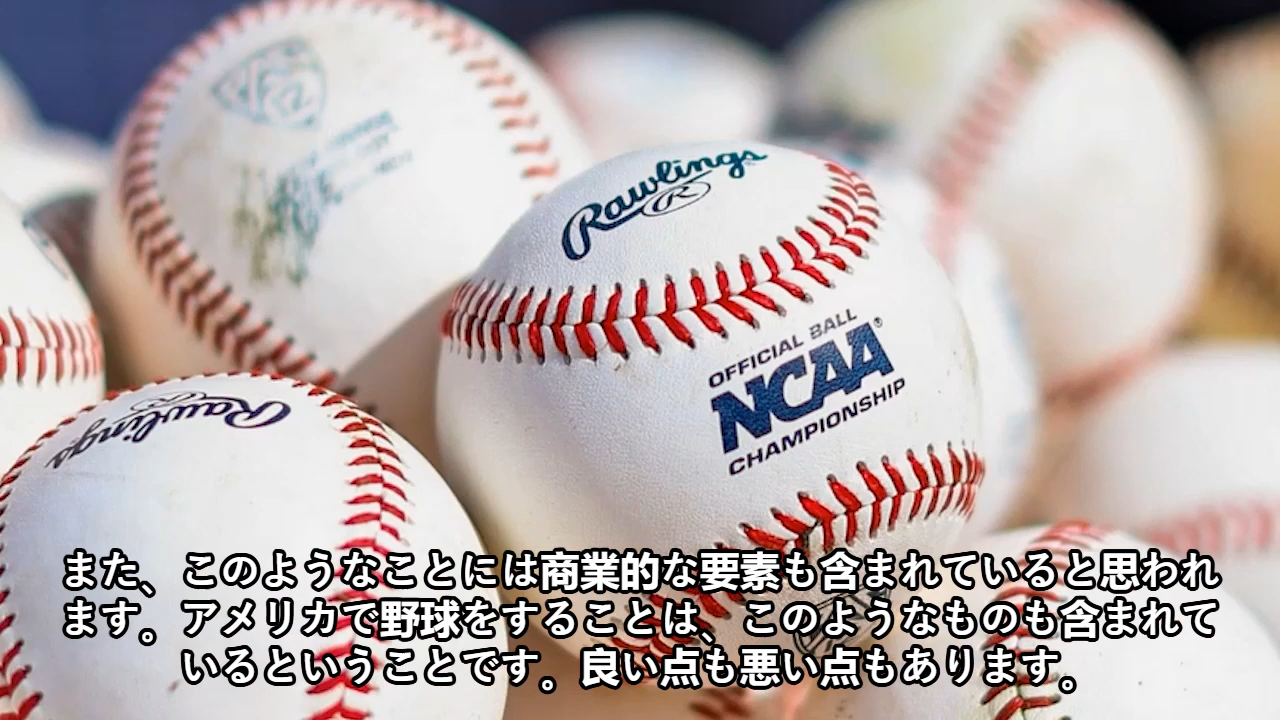 Rawlings
R
OFFICIAL BALL
NCAA®
CHAMPIONSHIP
Rawlings
また、このようなことには商業的な要素も含まれていると思われ
ます。アメリカで野球をすることは、このようなものも含まれて
いるということです。良い点も悪い点もあります。